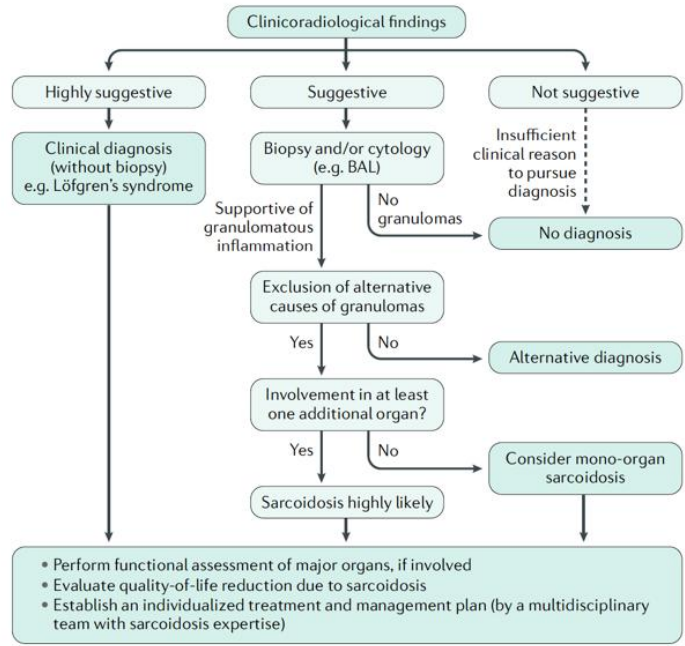 Clinicoradiological findings
Highly suggestive
Suggestive
Not suggestive
Clinical diagnosis
(without biopsy)
e.g. Löfgren's syndrome
Biopsy and/or cytology
(e.g. BAL)
Insufficient
clinical reason
to pursue
diagnosis
Supportive of
granulomatous
inflammation
No
granulomas
No diagnosis
Exclusion of alternative
causes of granulomas
Yes
No
Alternative diagnosis
Involvement in at least
one additional organ?
Yes
No
Consider mono-organ
sarcoidosis
Sarcoidosis highly likely
• Perform functional assessment of major organs, if involved
• Evaluate quality-of-life reduction due to sarcoidosis
• Establish an individualized treatment and management plan (by a multidisciplinary
team with sarcoidosis expertise)